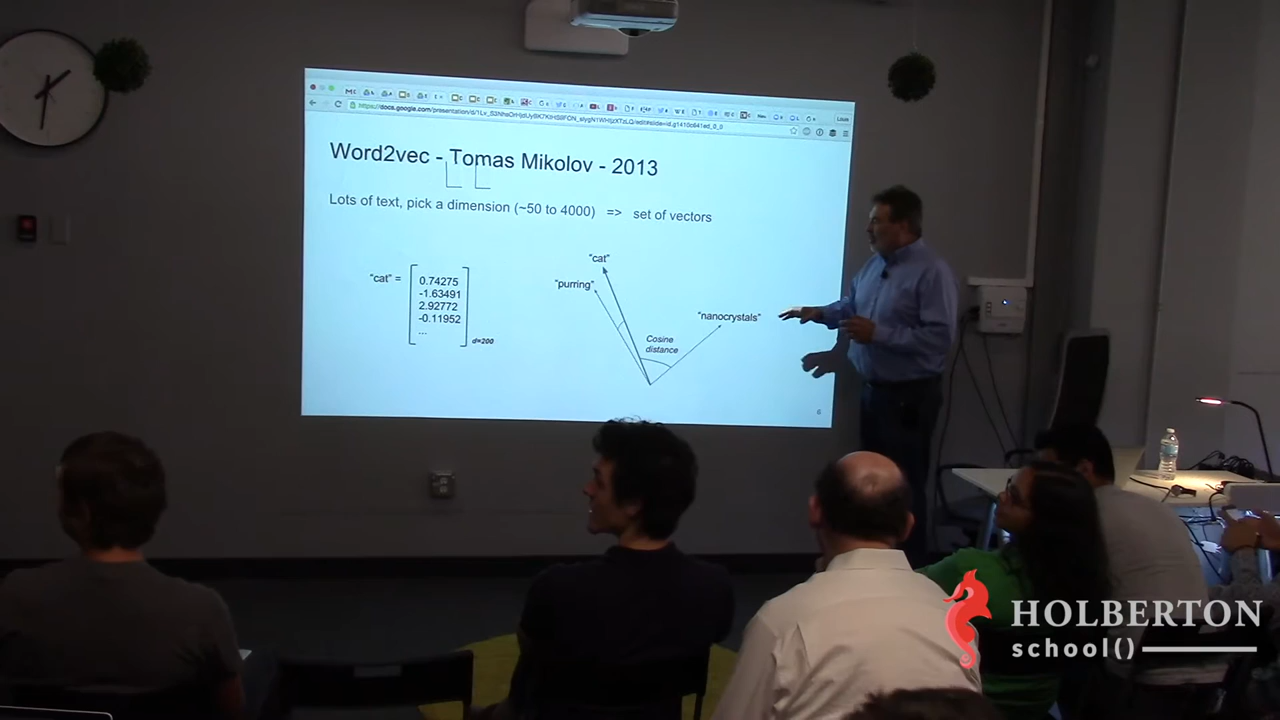 Word2vec - Tomas Mikolov - 2013
Lots of text, pick a dimension (~50 to 4000) => set of vectors
"cat" =
0.74275
-1.63491
2.92772
-0.11952
...
d=200
"cat"
"purring"
"nanocrystals"
Cosine
distance
6
HOLBERTON
school()